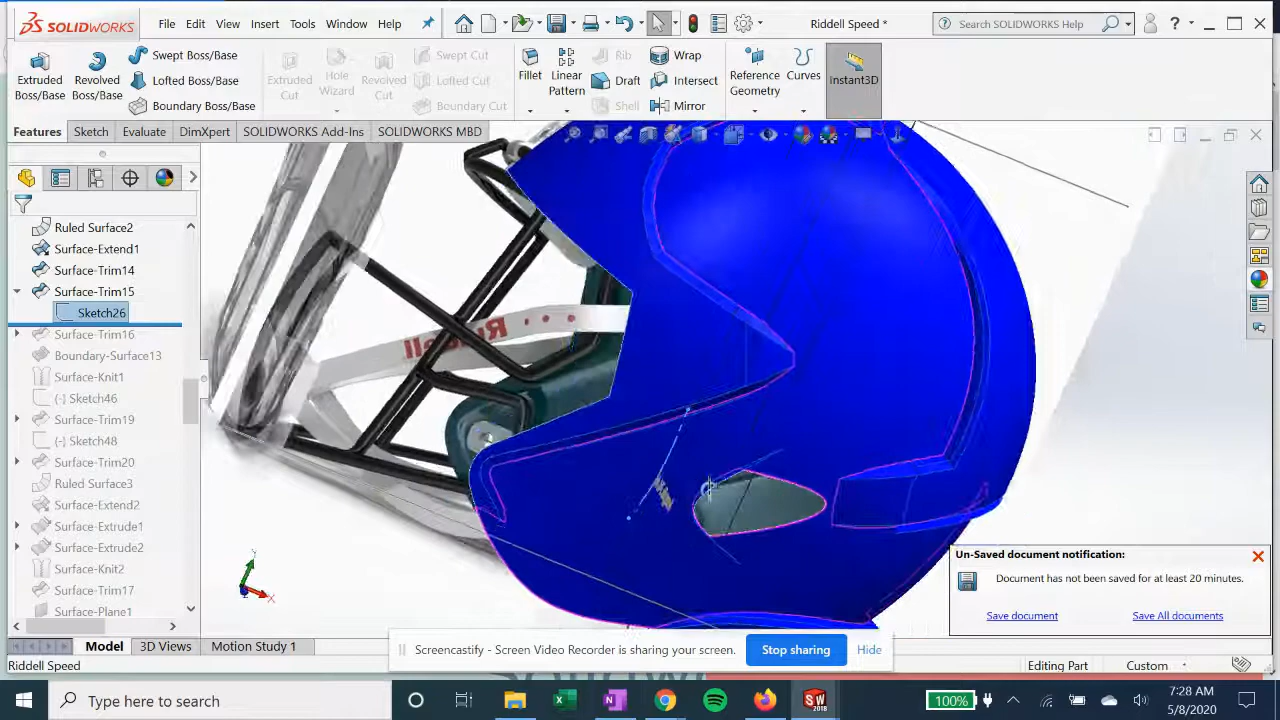 SOLIDWORKS File Edit View Insert Tools Window Help Riddell Speed * Search SOLIDWORKS Help
Extruded Boss/Base
Revolved Boss/Base
Swept Boss/Base
Lofted Boss/Base
Boundary Boss/Base
Extruded Cut
Hole Wizard
Revolved Cut
Swept Cut
Lofted Cut
Boundary Cut
Fillet
Linear Pattern
Rib
Draft
Shell
Wrap
Intersect
Mirror
Reference Geometry
Curves
Instant3D
Features Sketch Evaluate DimXpert SOLIDWORKS Add-Ins SOLIDWORKS MBD
Ruled Surface2
Surface-Extend1
Surface-Trim14
Surface-Trim15
Sketch26
Surface-Trim16
Boundary-Surface13
Surface-Knit1
(-) Sketch46
Surface-Trim19
(-) Sketch48
Surface-Trim20
Ruled Surface3
Surface-Extend2
Surface-Extrude1
Surface-Extrude2
Surface-Knit2
Surface-Trim17
Surface-Plane1
Riddell
Y
X
Un-Saved document notification:
Document has not been saved for at least 20 minutes.
Save document Save All documents
Model 3D Views Motion Study 1
Screencastify - Screen Video Recorder is sharing your screen. Stop sharing Hide
Riddell Speed Editing Part Custom
Type here to search
100%
7:28 AM
5/8/2020
SW
2018